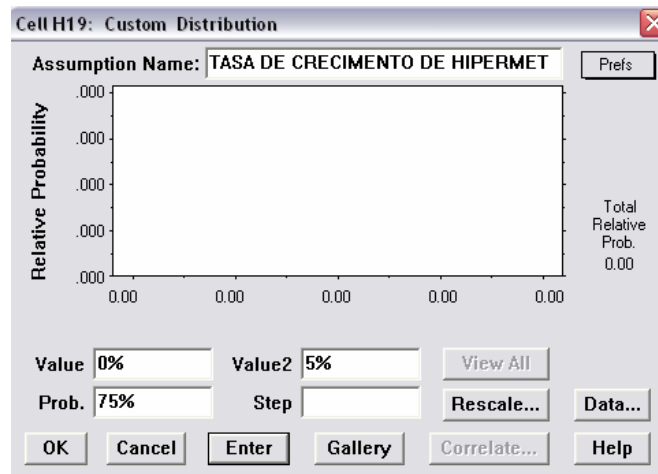 Cell H19: Custom Distribution
Assumption Name: TASA DE CRECIMENTO DE HIPERMET
Prefs
Relative Probability
.000
.000
.000
.000
.000
0.00 0.00 0.00 0.00 0.00
Total
Relative
Prob.
0.00
Value 0% Value2 5% View All
Prob. 75% Step Rescale... Data...
OK Cancel Enter Gallery Correlate... Help